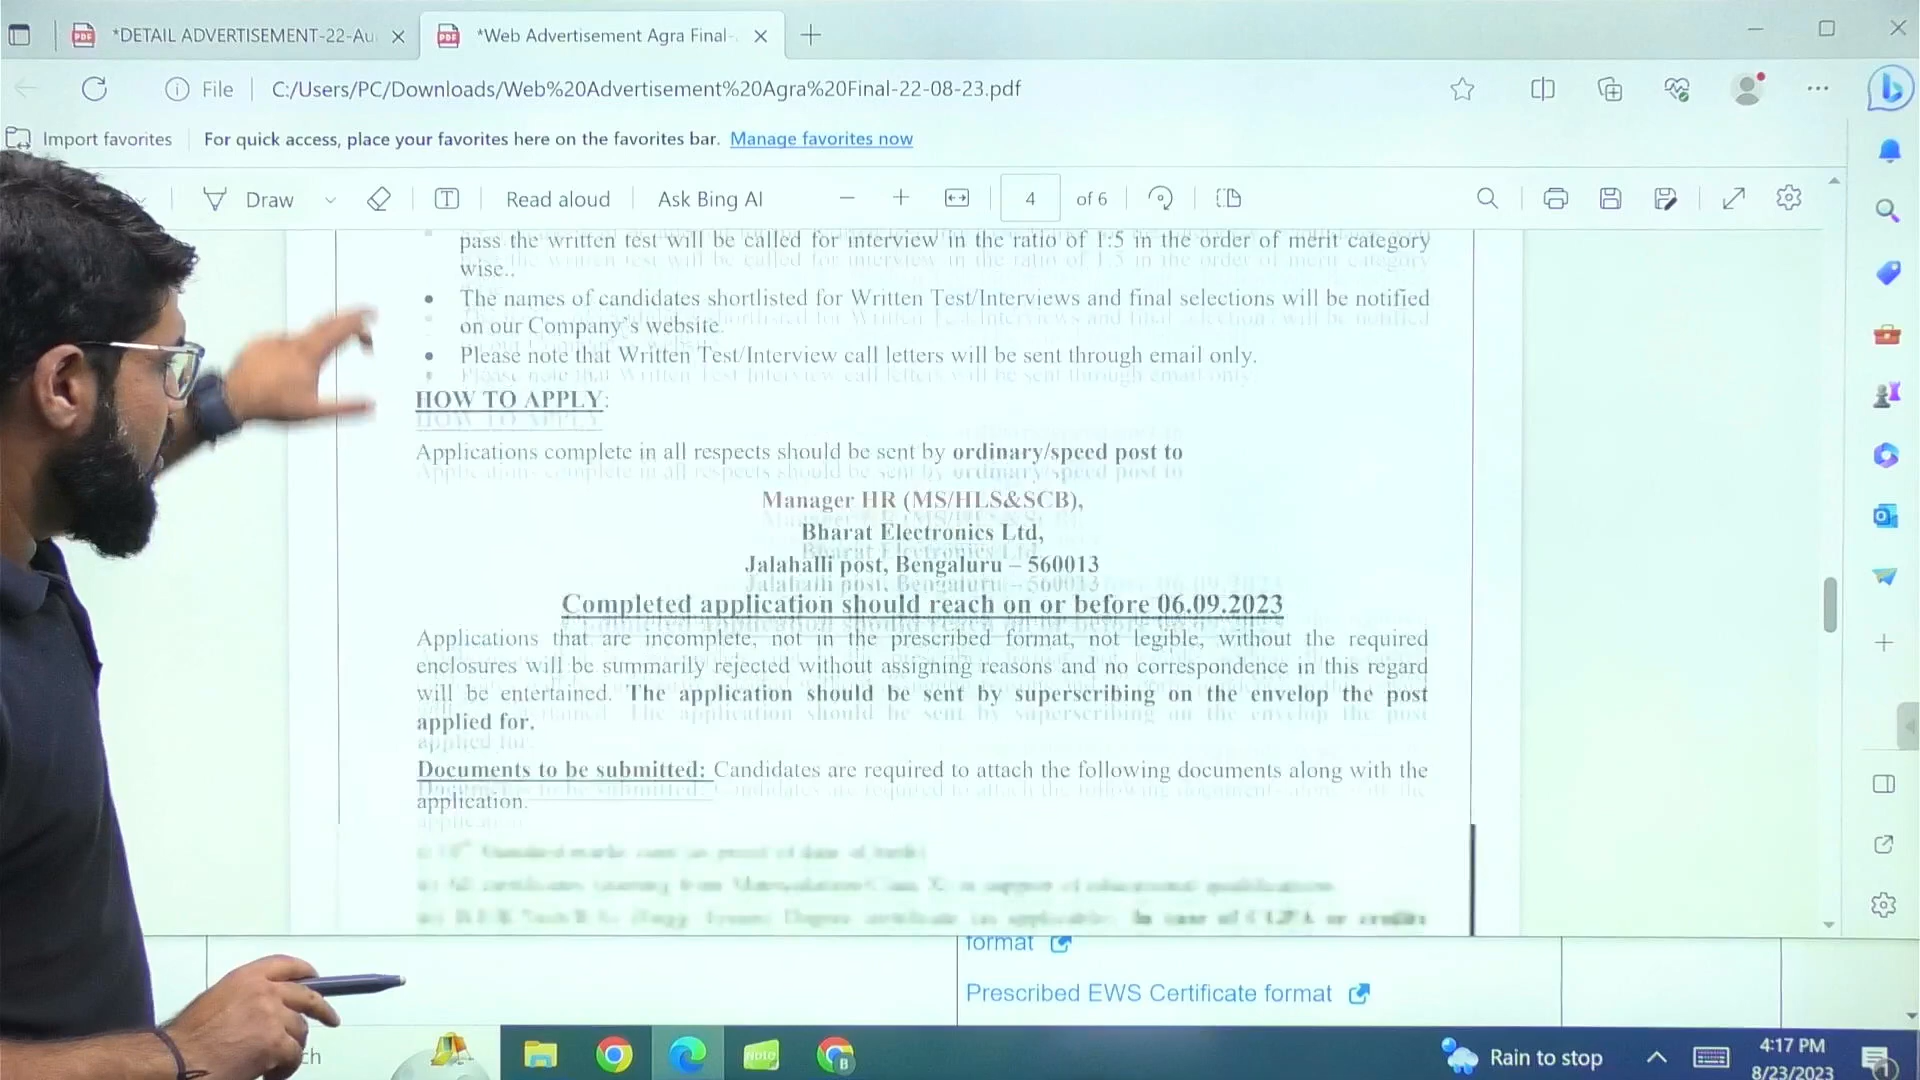 *DETAIL ADVERTISEMENT-22-Au
*Web Advertisement Agra Final-
File
C:/Users/PC/Downloads/Web%20Advertisement%20Agra%20Final-22-08-23.pdf
Import favorites
For quick access, place your favorites here on the favorites bar. Manage favorites now
Draw
Read aloud
Ask Bing AI
4 of 6
pass the written test will be called for interview in the ratio of 1:5 in the order of merit category
wise..
• The names of candidates shortlisted for Written Test/Interviews and final selections will be notified
on our Company's website.
• Please note that Written Test/Interview call letters will be sent through email only.
HOW TO APPLY:
Applications complete in all respects should be sent by ordinary/speed post to
Manager HR (MS/HLS&SCB),
Bharat Electronics Ltd,
Jalahalli post, Bengaluru – 560013
Completed application should reach on or before 06.09.2023
Applications that are incomplete, not in the prescribed format, not legible, without the required
enclosures will be summarily rejected without assigning reasons and no correspondence in this regard
will be entertained. The application should be sent by superscribing on the envelop the post
applied for.
Documents to be submitted: Candidates are required to attach the following documents along with the
application.
format
Prescribed EWS Certificate format
ch
Note
B
Rain to stop
4:17 PM
8/23/2023
1